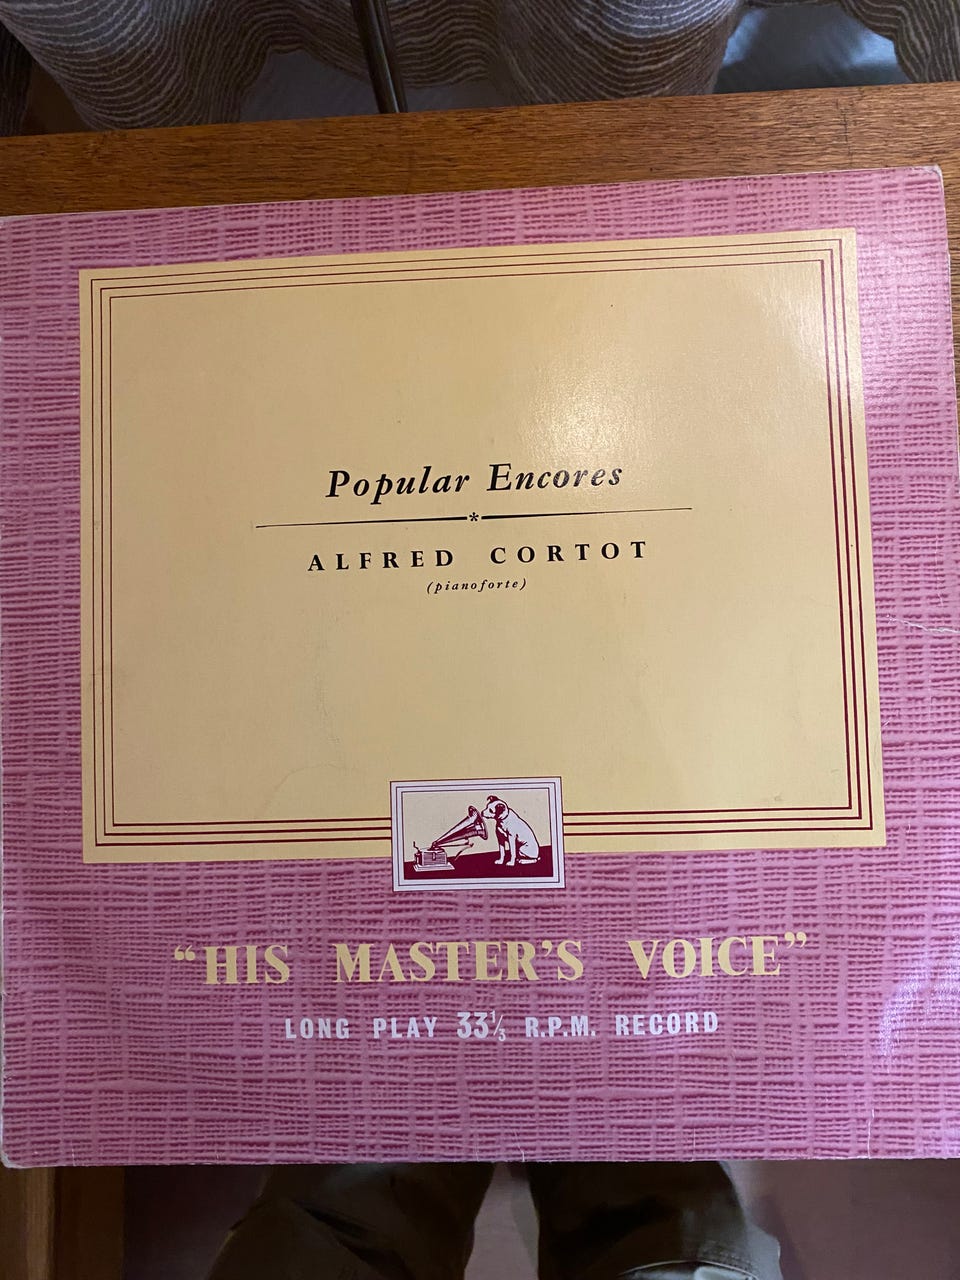 Popular Encores
*
ALFRED CORTOT
(pianoforte)
“HIS MASTER’S VOICE”
LONG PLAY 33⅓ R.P.M. RECORD